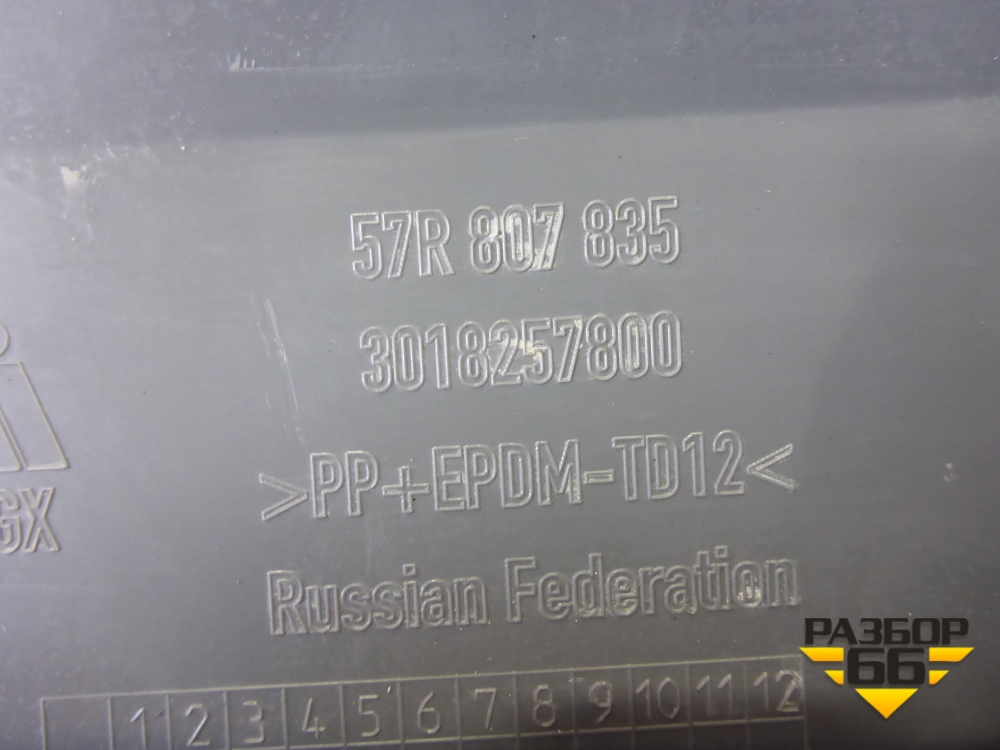 57R 807 835
3018257800
>PP+EPDM-TD12<
GX
Russian Federation
1 2 3 4 5 6 7 8 9 10 11 12
РАЗБОР
66